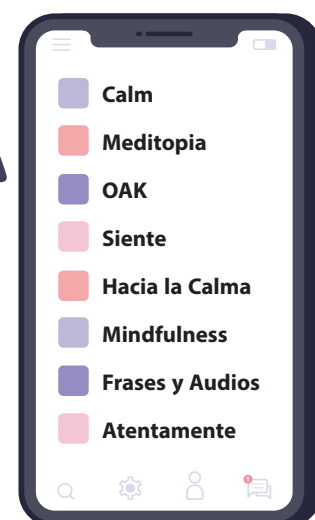 Calm
Meditopia
OAK
Siente
Hacia la Calma
Mindfulness
Frases y Audios
Atentamente